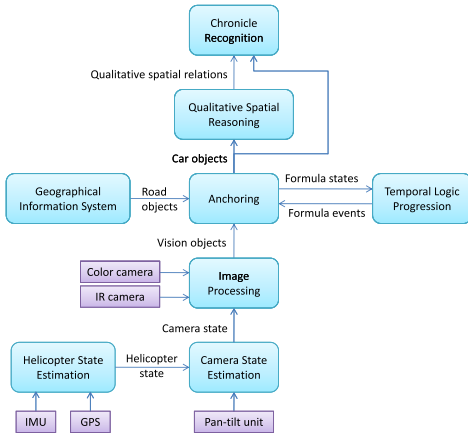 Chronicle
Recognition
Qualitative spatial relations
Qualitative Spatial
Reasoning
Car objects
Geographical
Information System
Road
objects
Anchoring
Formula states
Formula events
Temporal Logic
Progression
Vision objects
Color camera
IR camera
Image
Processing
Camera state
Helicopter State
Estimation
Helicopter
state
Camera State
Estimation
IMU
GPS
Pan-tilt unit